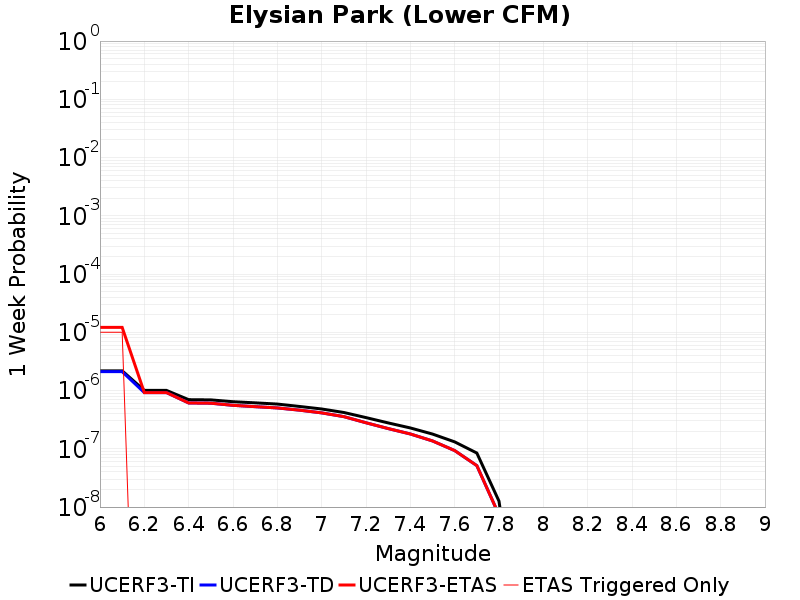 Elysian Park (Lower CFM)
1 Week Probability
10^0
10^-1
10^-2
10^-3
10^-4
10^-5
10^-6
10^-7
10^-8
6 6.2 6.4 6.6 6.8 7 7.2 7.4 7.6 7.8 8 8.2 8.4 8.6 8.8 9
Magnitude
UCERF3-TI UCERF3-TD UCERF3-ETAS ETAS Triggered Only